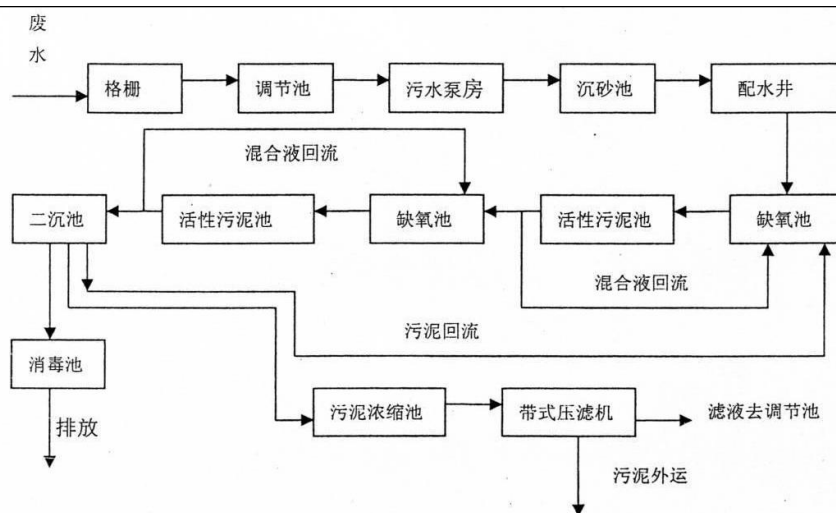 废
水
格栅
调节池
污水泵房
沉砂池
配水井
混合液回流
二沉池
活性污泥池
缺氧池
活性污泥池
缺氧池
混合液回流
污泥回流
消毒池
排放
污泥浓缩池
带式压滤机
滤液去调节池
污泥外运